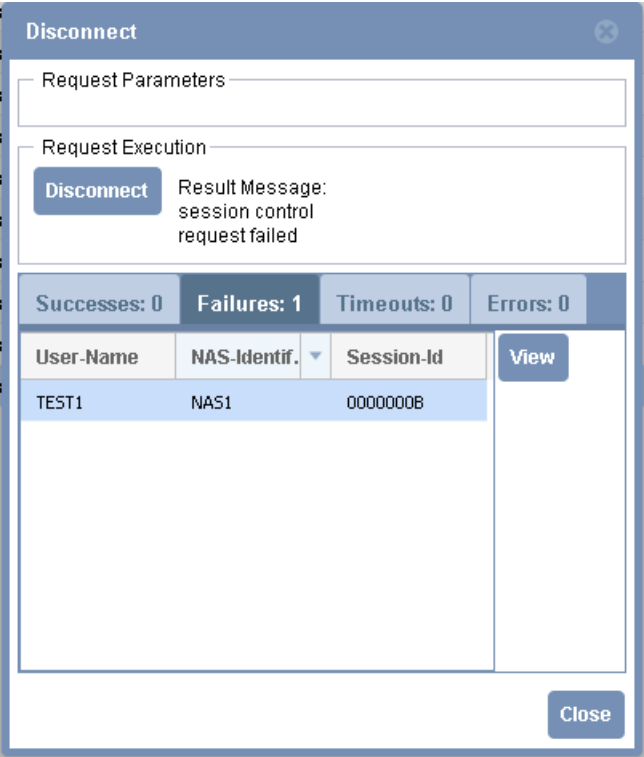 Disconnect
Request Parameters
Request Execution
Disconnect
Result Message:
session control
request failed
Successes: 0 Failures: 1 Timeouts: 0 Errors: 0
User-Name NAS-Identif. Session-Id View
TEST1 NAS1 0000000B
Close